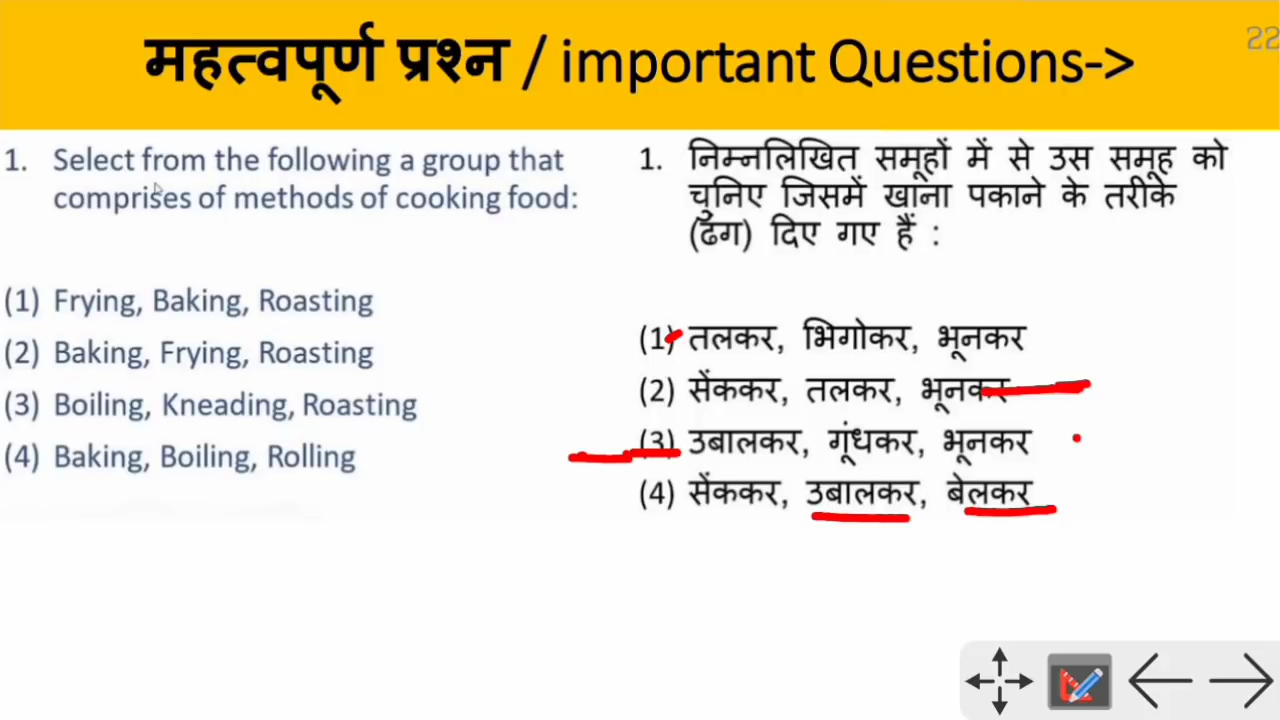 महत्वपूर्ण प्रश्न / important Questions->
22
1. Select from the following a group that
comprises of methods of cooking food:
(1) Frying, Baking, Roasting
(2) Baking, Frying, Roasting
(3) Boiling, Kneading, Roasting
(4) Baking, Boiling, Rolling
1. निम्नलिखित समूहों में से उस समूह को
चुनिए जिसमें खाना पकाने के तरीके
(ढंग) दिए गए हैं :
(1) तलकर, भिगोकर, भूनकर
(2) सेंककर, तलकर, भूनकर
(3) उबालकर, गूंधकर, भूनकर
(4) सेंककर, उबालकर, बेलकर